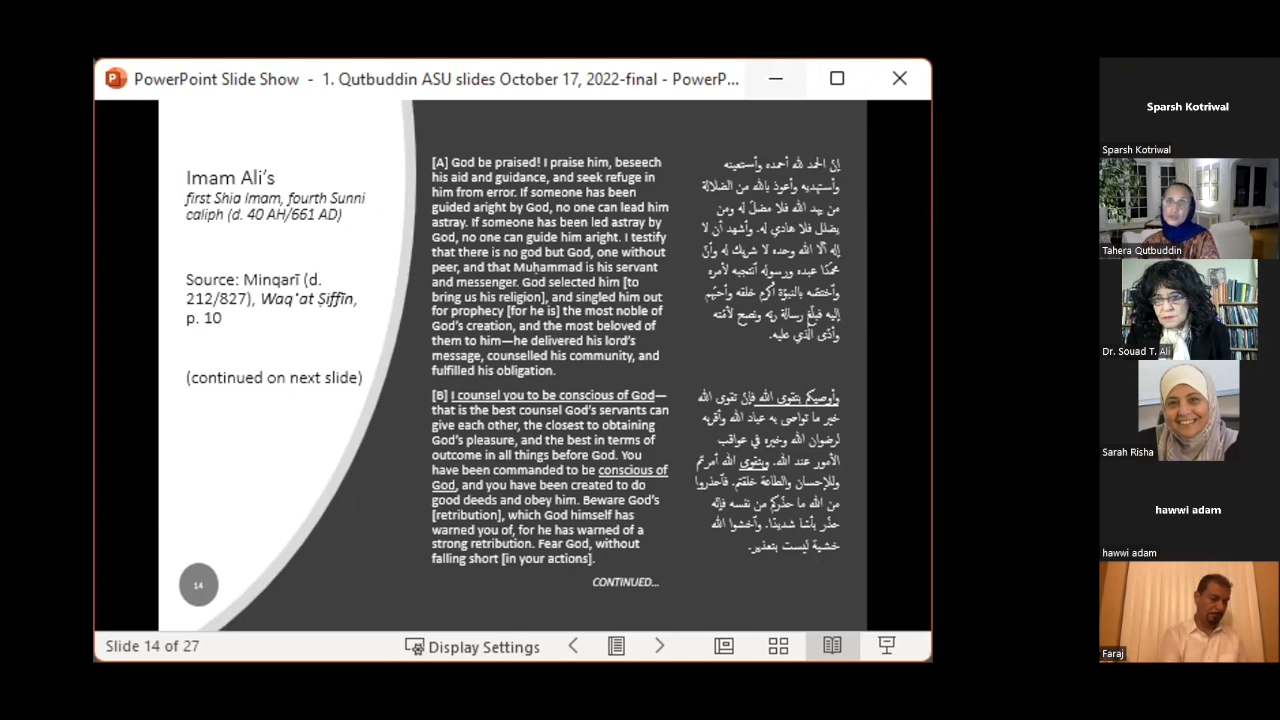 PowerPoint Slide Show - 1. Qutbuddin ASU slides October 17, 2022-final - PowerP...
Imam Ali's
first Shia Imam, fourth Sunni
caliph (d. 40 AH/661 AD)
Source: Minqarī (d.
212/827), Waqʿat Ṣiffīn,
p. 10
(continued on next slide)
14
[A] God be praised! I praise him, beseech
his aid and guidance, and seek refuge in
him from error. If someone has been
guided aright by God, no one can lead him
astray. If someone has been led astray by
God, no one can guide him aright. I testify
that there is no god but God, one without
peer, and that Muḥammad is his servant
and messenger. God selected him [to
bring us his religion], and singled him out
for prophecy [for he is] the most noble of
God's creation, and the most beloved of
them to him—he delivered his lord's
message, counselled his community, and
fulfilled his obligation.
[B] I counsel you to be conscious of God—
that is the best counsel God's servants can
give each other, the closest to obtaining
God's pleasure, and the best in terms of
outcome in all things before God. You
have been commanded to be conscious of
God, and you have been created to do
good deeds and obey him. Beware God's
[retribution], which God himself has
warned you of, for he has warned of a
strong retribution. Fear God, without
falling short [in your actions].
CONTINUED...
إنّ الحمد لله أحمده وأستعينه
وأستهديه وأعوذ بالله من الضلالة
من يهد الله فلا مضلّ له ومن
يضلل فلا هادي له. وأشهد أن لا
إله ألا الله وحده لا شريك له وأنّ
محمّدًا عبده ورسوله أنتجبه لأمره
وأختصّه بالنبوّة أكرم خلقه وأحبّهم
إليه فبلّغ رسالة ربّه ونصح لأمّته
وأدّى الذي عليه.
وأوصيكم بتقوى الله فإنّ تقوى الله
خير ما تواصى به عباد الله وأقربه
لرضوان الله وخيره في عواقب
الأمور عند الله. وبتقوى الله أمرتم
وللإحسان والطاعة خلقتم. فأحذروا
من الله ما حذّركم من نفسه فإنّه
حذّر بأسًا شديدًا. وأخشوا الله
خشية ليست بتعذير.
Slide 14 of 27
Display Settings
Sparsh Kotriwal
Sparsh Kotriwal
Tahera Qutbuddin
Dr. Souad T. Ali
Sarah Risha
hawwi adam
hawwi adam
Faraj